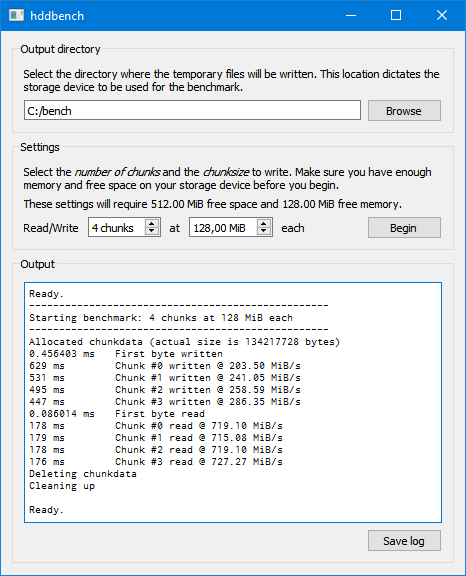 hddbench
Output directory
Select the directory where the temporary files will be written. This location dictates the
storage device to be used for the benchmark.
C:/bench
Browse
Settings
Select the number of chunks and the chunksize to write. Make sure you have enough
memory and free space on your storage device before you begin.
These settings will require 512.00 MiB free space and 128.00 MiB free memory.
Read/Write 4 chunks at 128,00 MiB each Begin
Output
Ready.
--------------------------------------------------
Starting benchmark: 4 chunks at 128 MiB each
--------------------------------------------------
Allocated chunkdata (actual size is 134217728 bytes)
0.456403 ms First byte written
629 ms Chunk #0 written @ 203.50 MiB/s
531 ms Chunk #1 written @ 241.05 MiB/s
495 ms Chunk #2 written @ 258.59 MiB/s
447 ms Chunk #3 written @ 286.35 MiB/s
0.086014 ms First byte read
178 ms Chunk #0 read @ 719.10 MiB/s
179 ms Chunk #1 read @ 715.08 MiB/s
178 ms Chunk #2 read @ 719.10 MiB/s
176 ms Chunk #3 read @ 727.27 MiB/s
Deleting chunkdata
Cleaning up
Ready.
Save log